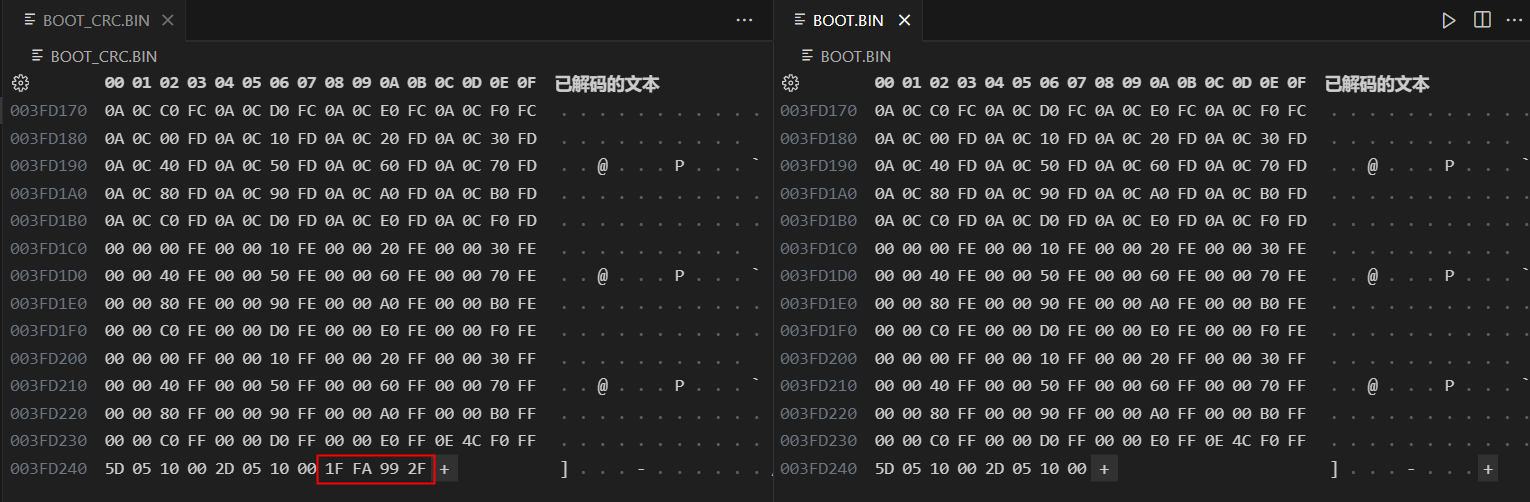 BOOT_CRC.BIN
BOOT_CRC.BIN
00 01 02 03 04 05 06 07 08 09 0A 0B 0C 0D 0E 0F 已解码的文本
003FD170 0A 0C C0 FC 0A 0C D0 FC 0A 0C E0 FC 0A 0C F0 FC . . . . . . . . . . .
003FD180 0A 0C 00 FD 0A 0C 10 FD 0A 0C 20 FD 0A 0C 30 FD . . . . . . . . . . .
003FD190 0A 0C 40 FD 0A 0C 50 FD 0A 0C 60 FD 0A 0C 70 FD . . @ . . . P . . . `
003FD1A0 0A 0C 80 FD 0A 0C 90 FD 0A 0C A0 FD 0A 0C B0 FD . . . . . . . . . . .
003FD1B0 0A 0C C0 FD 0A 0C D0 FD 0A 0C E0 FD 0A 0C F0 FD . . . . . . . . . . .
003FD1C0 00 00 00 FE 00 00 10 FE 00 00 20 FE 00 00 30 FE . . . . . . . . . . .
003FD1D0 00 00 40 FE 00 00 50 FE 00 00 60 FE 00 00 70 FE . . @ . . . P . . . `
003FD1E0 00 00 80 FE 00 00 90 FE 00 00 A0 FE 00 00 B0 FE . . . . . . . . . . .
003FD1F0 00 00 C0 FE 00 00 D0 FE 00 00 E0 FE 00 00 F0 FE . . . . . . . . . . .
003FD200 00 00 00 FF 00 00 10 FF 00 00 20 FF 00 00 30 FF . . . . . . . . . . .
003FD210 00 00 40 FF 00 00 50 FF 00 00 60 FF 00 00 70 FF . . @ . . . P . . . `
003FD220 00 00 80 FF 00 00 90 FF 00 00 A0 FF 00 00 B0 FF . . . . . . . . . . .
003FD230 00 00 C0 FF 00 00 D0 FF 00 00 E0 FF 0E 4C F0 FF . . . . . . . . . . .
003FD240 5D 05 10 00 2D 05 10 00 1F FA 99 2F + ] . . . - . . . . . .
BOOT.BIN
BOOT.BIN
00 01 02 03 04 05 06 07 08 09 0A 0B 0C 0D 0E 0F 已解码的文本
003FD170 0A 0C C0 FC 0A 0C D0 FC 0A 0C E0 FC 0A 0C F0 FC . . . . . . . . . . .
003FD180 0A 0C 00 FD 0A 0C 10 FD 0A 0C 20 FD 0A 0C 30 FD . . . . . . . . . . .
003FD190 0A 0C 40 FD 0A 0C 50 FD 0A 0C 60 FD 0A 0C 70 FD . . @ . . . P . . . `
003FD1A0 0A 0C 80 FD 0A 0C 90 FD 0A 0C A0 FD 0A 0C B0 FD . . . . . . . . . . .
003FD1B0 0A 0C C0 FD 0A 0C D0 FD 0A 0C E0 FD 0A 0C F0 FD . . . . . . . . . . .
003FD1C0 00 00 00 FE 00 00 10 FE 00 00 20 FE 00 00 30 FE . . . . . . . . . . .
003FD1D0 00 00 40 FE 00 00 50 FE 00 00 60 FE 00 00 70 FE . . @ . . . P . . . `
003FD1E0 00 00 80 FE 00 00 90 FE 00 00 A0 FE 00 00 B0 FE . . . . . . . . . . .
003FD1F0 00 00 C0 FE 00 00 D0 FE 00 00 E0 FE 00 00 F0 FE . . . . . . . . . . .
003FD200 00 00 00 FF 00 00 10 FF 00 00 20 FF 00 00 30 FF . . . . . . . . . . .
003FD210 00 00 40 FF 00 00 50 FF 00 00 60 FF 00 00 70 FF . . @ . . . P . . . `
003FD220 00 00 80 FF 00 00 90 FF 00 00 A0 FF 00 00 B0 FF . . . . . . . . . . .
003FD230 00 00 C0 FF 00 00 D0 FF 00 00 E0 FF 0E 4C F0 FF . . . . . . . . . . .
003FD240 5D 05 10 00 2D 05 10 00 + ] . . . - . . . +